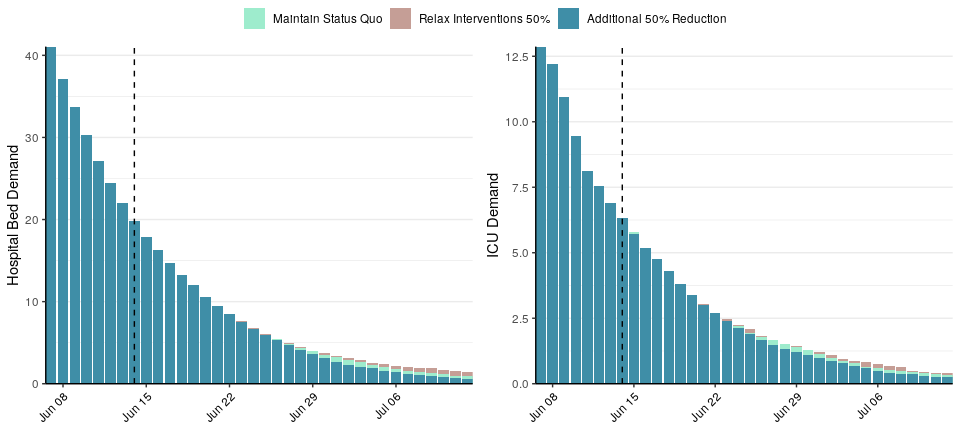 Maintain Status Quo Relax Interventions 50% Additional 50% Reduction
Hospital Bed Demand
40
30
20
10
0
Jun 08 Jun 15 Jun 22 Jun 29 Jul 06
ICU Demand
12.5
10.0
7.5
5.0
2.5
0.0
Jun 08 Jun 15 Jun 22 Jun 29 Jul 06